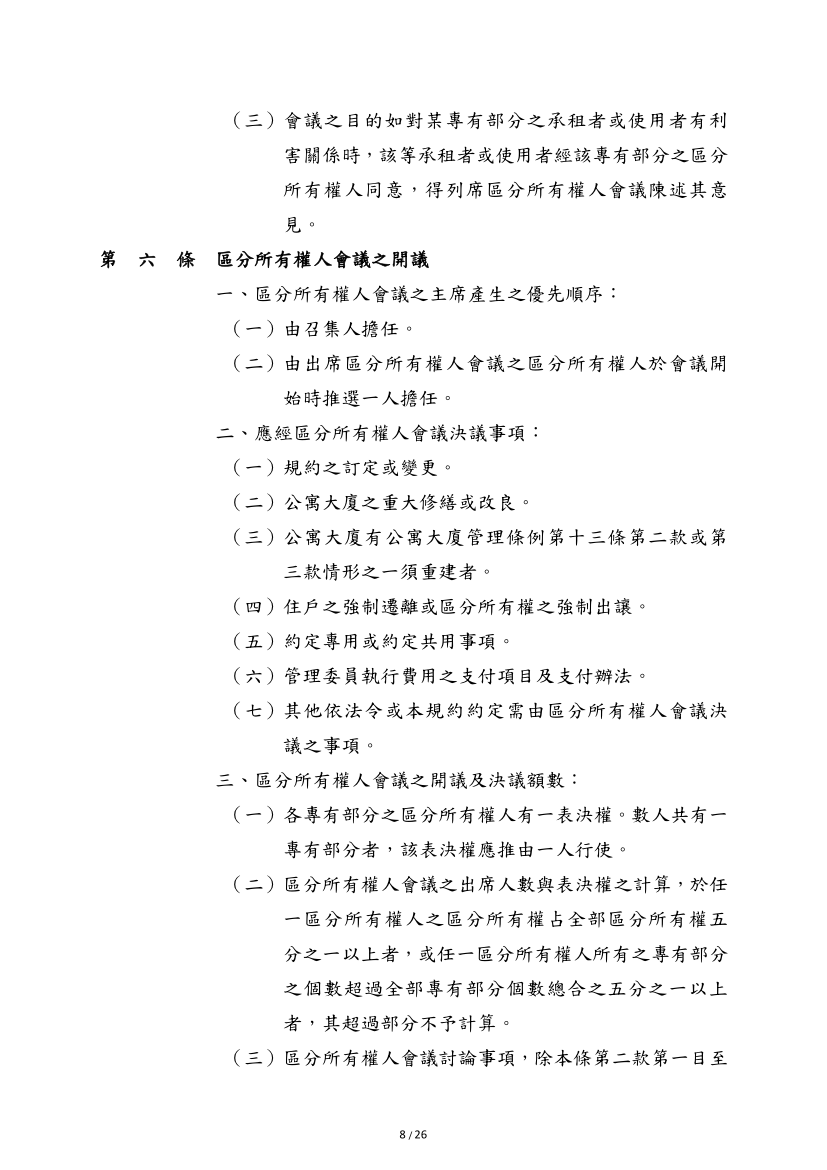 （三）會議之目的如對某專有部分之承租者或使用者有利
害關係時，該等承租者或使用者經該專有部分之區分
所有權人同意，得列席區分所有權人會議陳述其意
見。
第　六　條　區分所有權人會議之開議
一、區分所有權人會議之主席產生之優先順序：
（一）由召集人擔任。
（二）由出席區分所有權人會議之區分所有權人於會議開
始時推選一人擔任。
二、應經區分所有權人會議決議事項：
（一）規約之訂定或變更。
（二）公寓大廈之重大修繕或改良。
（三）公寓大廈有公寓大廈管理條例第十三條第二款或第
三款情形之一須重建者。
（四）住戶之強制遷離或區分所有權之強制出讓。
（五）約定專用或約定共用事項。
（六）管理委員執行費用之支付項目及支付辦法。
（七）其他依法令或本規約約定需由區分所有權人會議決
議之事項。
三、區分所有權人會議之開議及決議額數：
（一）各專有部分之區分所有權人有一表決權。數人共有一
專有部分者，該表決權應推由一人行使。
（二）區分所有權人會議之出席人數與表決權之計算，於任
一區分所有權人之區分所有權占全部區分所有權五
分之一以上者，或任一區分所有權人所有之專有部分
之個數超過全部專有部分個數總合之五分之一以上
者，其超過部分不予計算。
（三）區分所有權人會議討論事項，除本條第二款第一目至
8 / 26